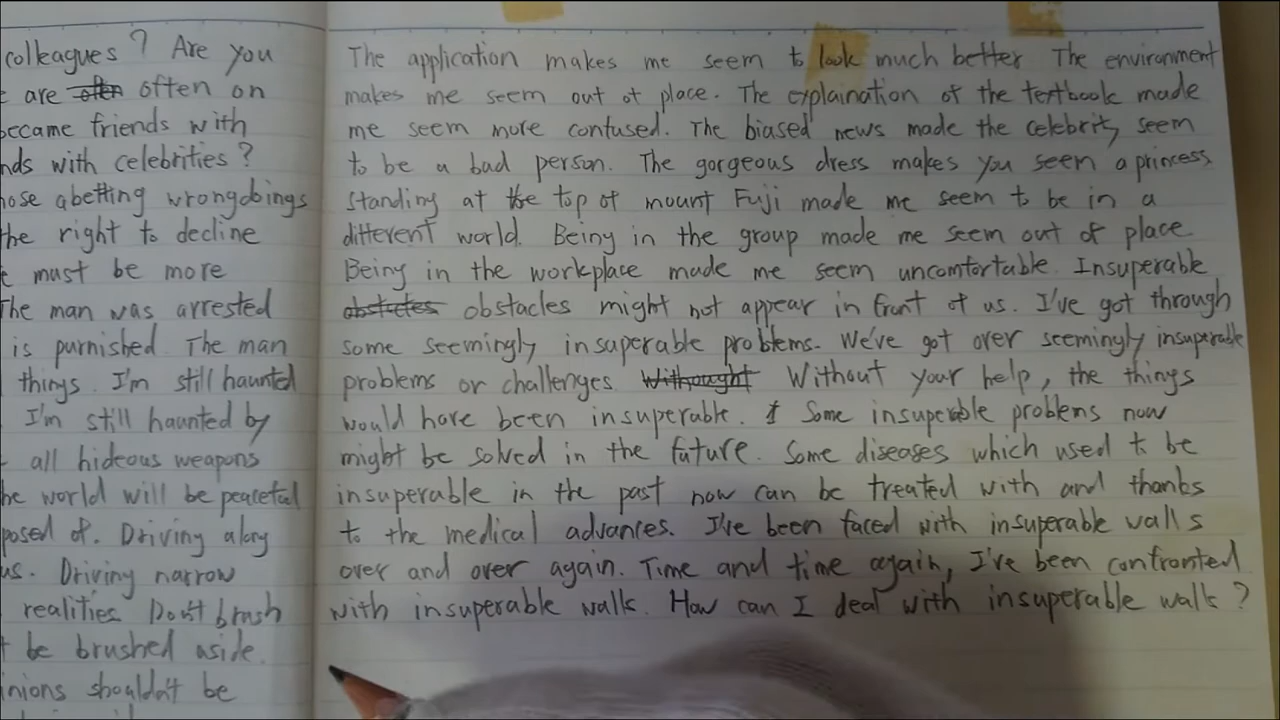 colleagues? Are you
are often often on
became friends with
nds with celebrities?
hose abetting wrongdoings
the right to decline
must be more
The man was arrested
is purnished. The man
things. I'm still haunted
I'm still haunted by
all hideous weapons
he world will be peaceful
posed of. Driving along
us. Driving narrow
realities. Don't brush
be brushed aside.
inions shouldn't be
The application makes me seem to look much better. The environment
makes me seem out of place. The explaination of the textbook made
me seem more confused. The biased news made the celebrity seem
to be a bad person. The gorgeous dress makes you seen a princess.
Standing at the top of mount Fuji made me seem to be in a
different world. Being in the group made me seem out of place.
Being in the workplace made me seem uncomfortable. Insuperable
obstcles obstacles might not appear in front of us. I've got through
some seemingly insuperable problems. We've got over seemingly insuperable
problems or challenges. Withought Without your help, the things
would have been insuperable. Some insuperable problems now
might be solved in the future. Some diseases which used to be
insuperable in the past now can be treated with and thanks
to the medical advances. I've been faced with insuperable walls
over and over again. Time and time again, I've been confronted
with insuperable walls. How can I deal with insuperable walls?